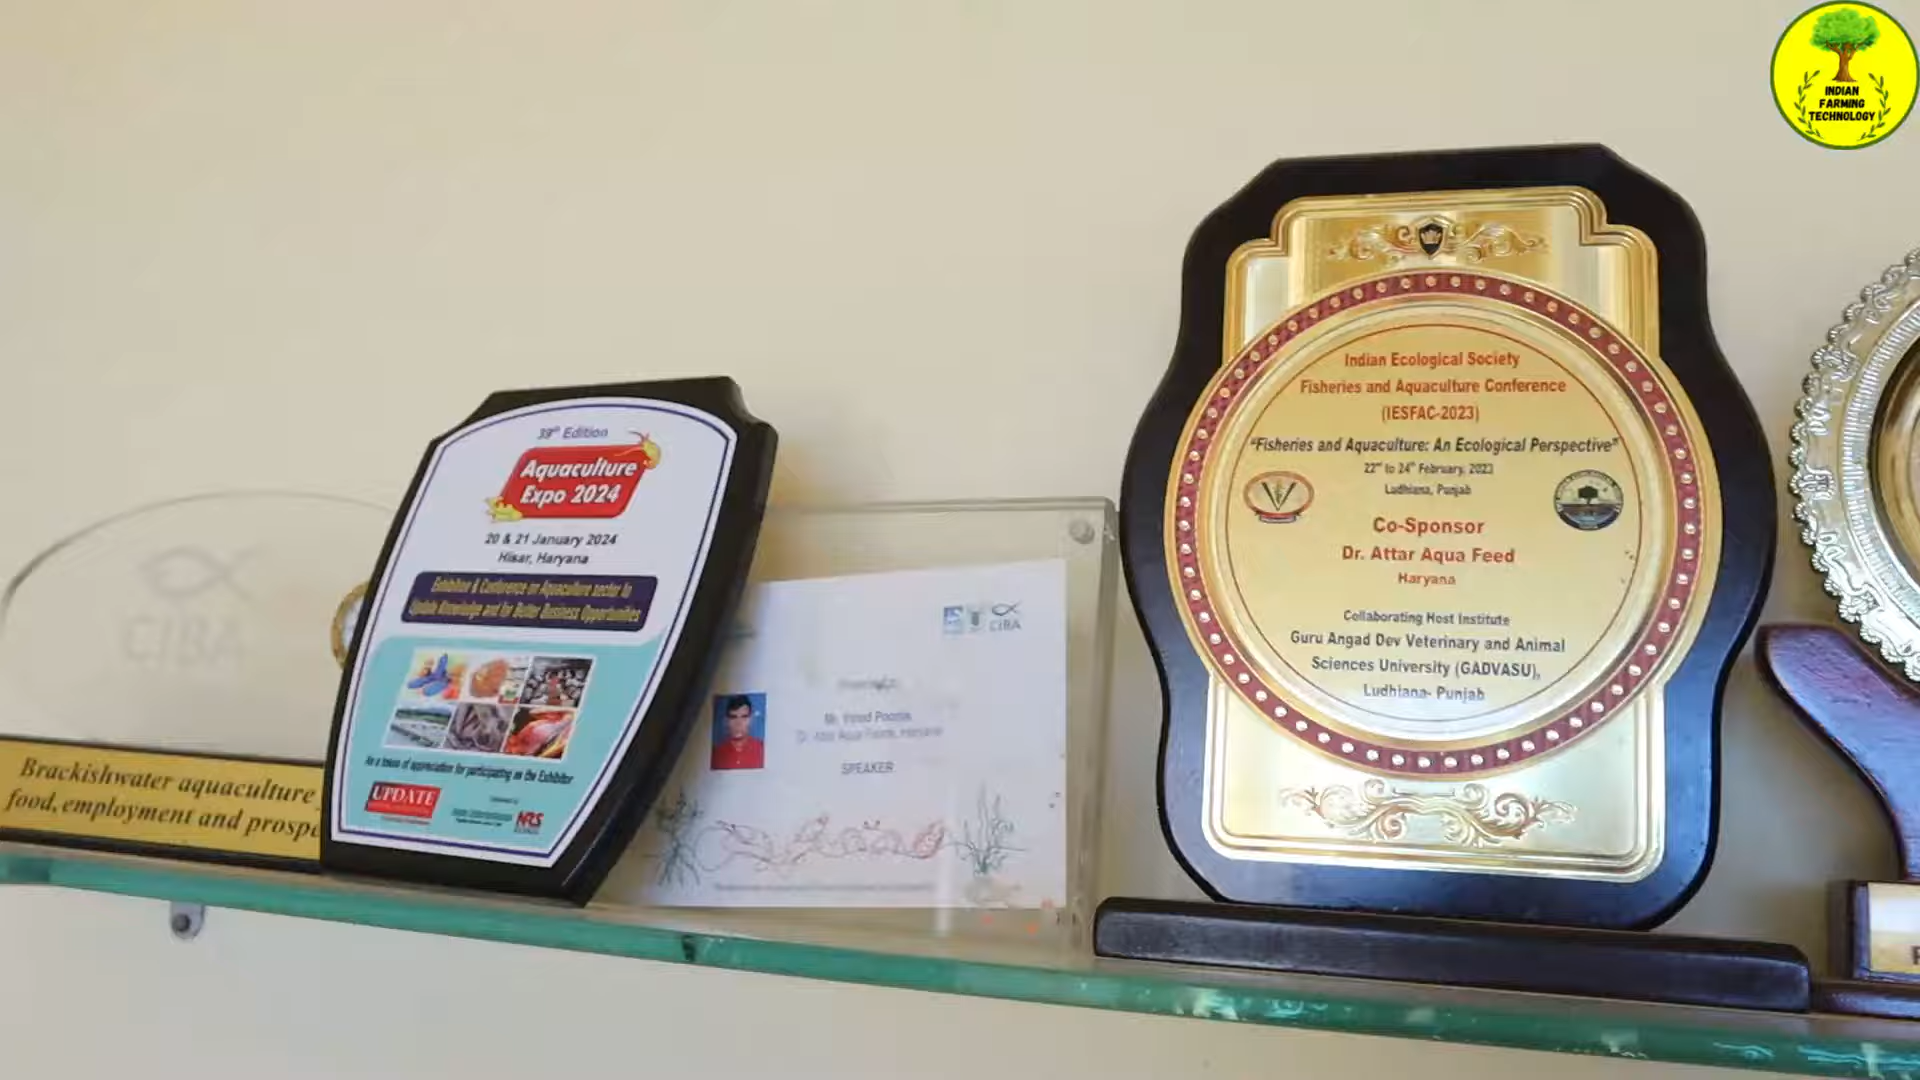 INDIAN
FARMING
TECHNOLOGY
CIBA
Brackishwater aquaculture
food, employment and
39th Edition
Aquaculture
Expo 2024
20 & 21 January 2024
Hisar, Haryana
Exhibition & Conference on Aquaculture sector to
Update Knowledge and for Better Business Opportunities
As a token of appreciation for participating as the Exhibitor
UPDATE
NRS
CIBA
Mr.
SPEAKER
Indian Ecological Society
Fisheries and Aquaculture Conference
(IESFAC-2023)
"Fisheries and Aquaculture: An Ecological Perspective"
22nd to 24th February, 2023
Ludhiana, Punjab
Co-Sponsor
Dr. Attar Aqua Feed
Haryana
Collaborating Host Institute
Guru Angad Dev Veterinary and Animal
Sciences University (GADVASU),
Ludhiana- Punjab